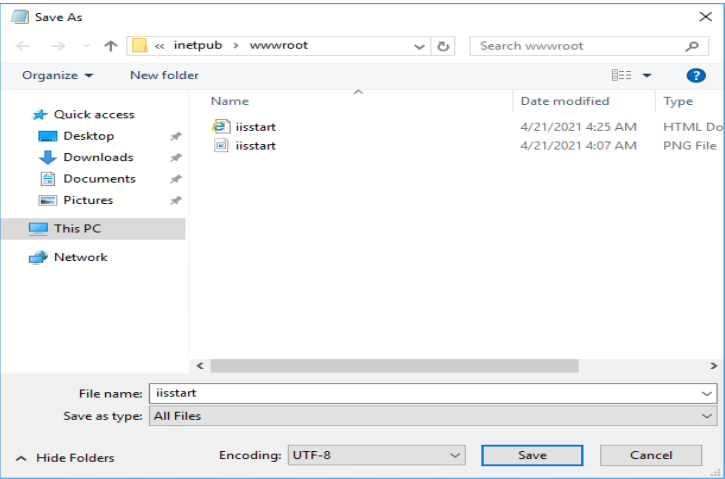 Save As
« inetpub > wwwroot
Search wwwroot
Organize
New folder
?
Name
Date modified
Type
Quick access
Desktop
Downloads
Documents
Pictures
This PC
Network
iisstart 4/21/2021 4:25 AM HTML Do
iisstart 4/21/2021 4:07 AM PNG File
File name: iisstart
Save as type: All Files
Hide Folders
Encoding: UTF-8
Save
Cancel